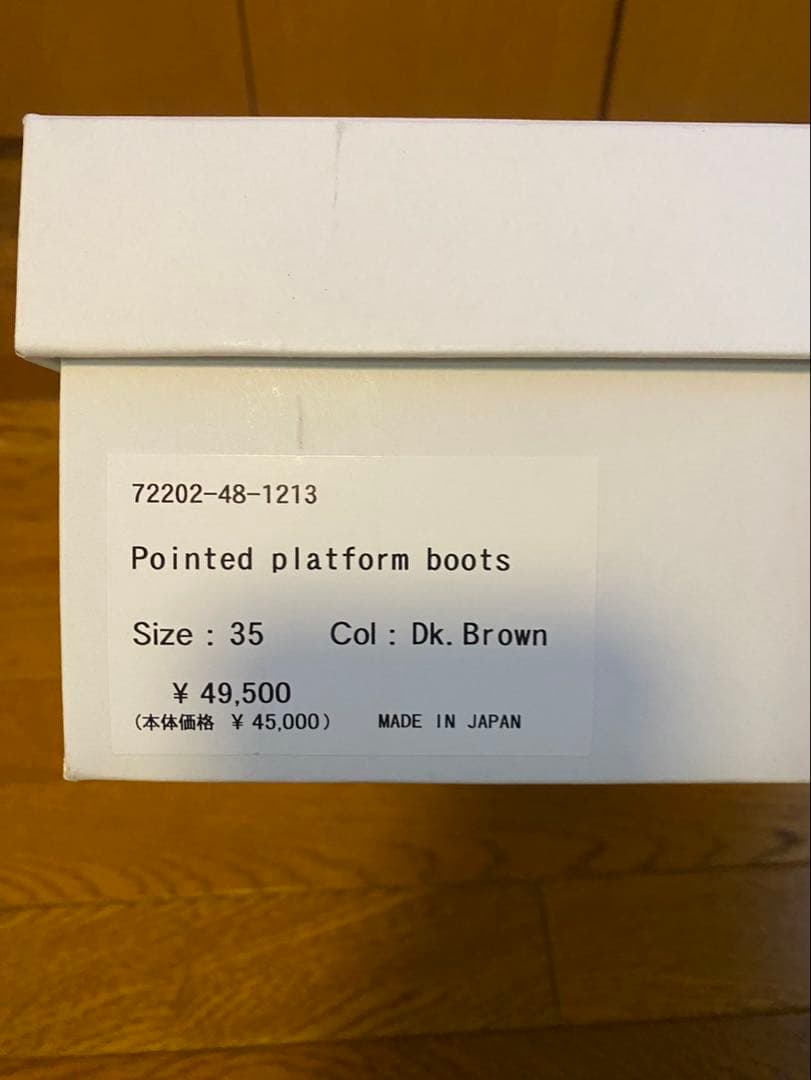 72202-48-1213
Pointed platform boots
Size : 35 Col : Dk. Brown
¥ 49,500
(本体価格 ¥ 45,000) MADE IN JAPAN